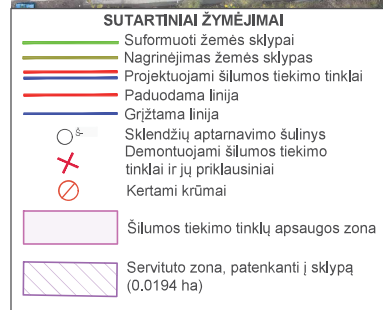 SUTARTINIAI ŽYMĖJIMAI
Suformuoti žemės sklypai
Nagrinėjimas žemės sklypas
Projektuojami šilumos tiekimo tinklai
Paduodama linija
Grįžtama linija
Š-
Sklendžių aptarnavimo šulinys
Demontuojami šilumos tiekimo
tinklai ir jų priklausiniai
Kertami krūmai
Šilumos tiekimo tinklų apsaugos zona
Servituto zona, patenkanti į sklypą
(0.0194 ha)